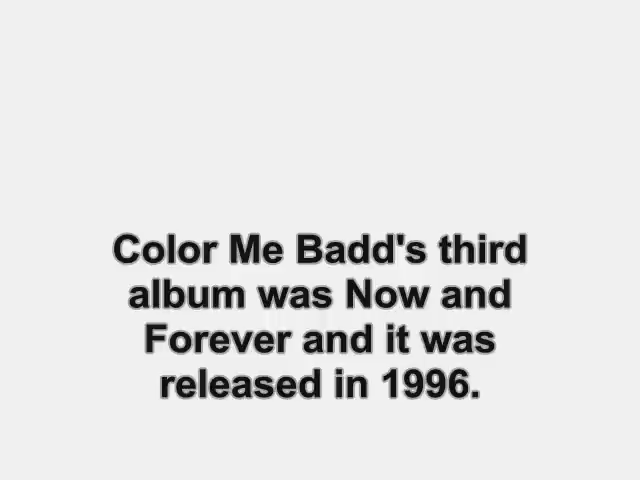 Color Me Badd's third
album was Now and
Forever and it was
released in 1996.